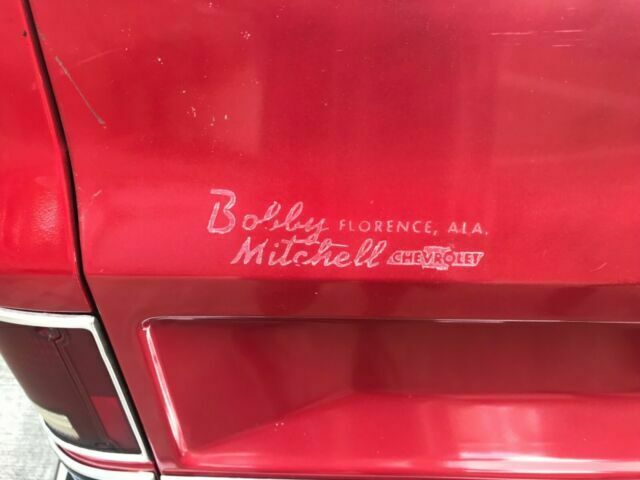 Bobby FLORENCE, ALA.
Mitchell CHEVROLET